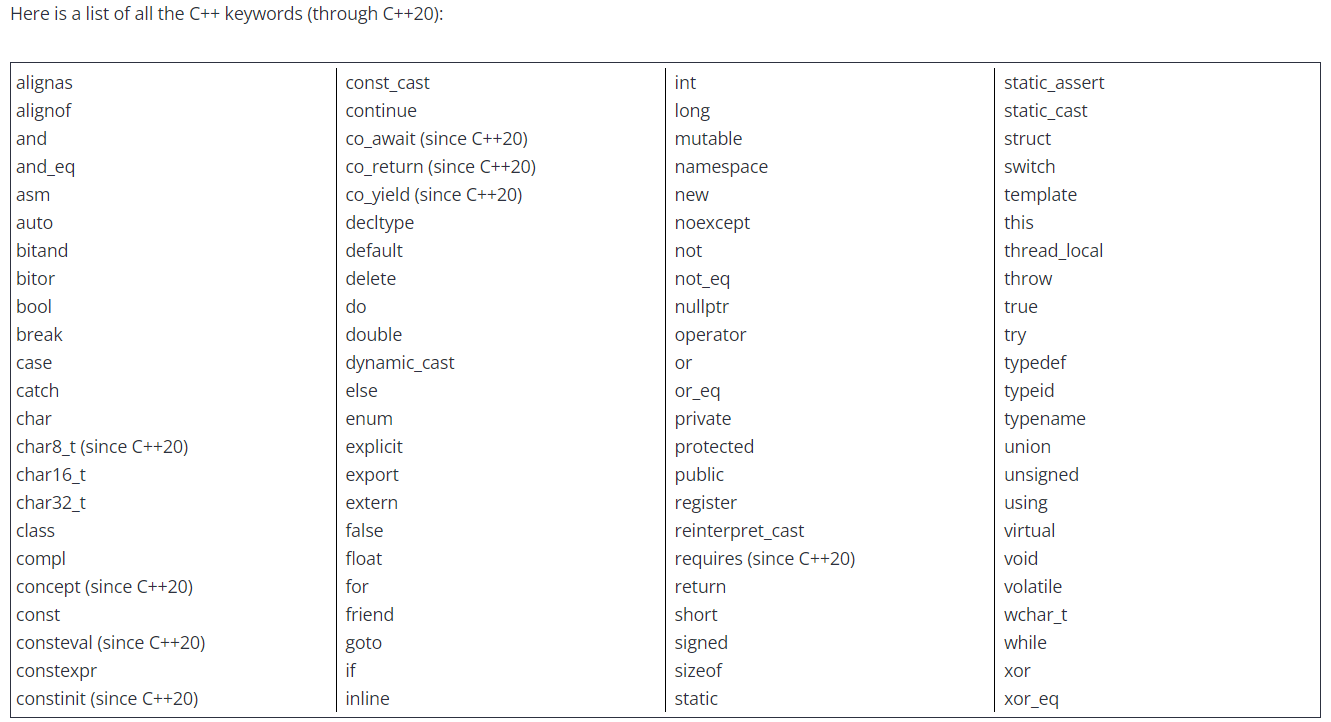 Here is a list of all the C++ keywords (through C++20):
alignas
alignof
and
and_eq
asm
auto
bitand
bitor
bool
break
case
catch
char
char8_t (since C++20)
char16_t
char32_t
class
compl
concept (since C++20)
const
consteval (since C++20)
constexpr
constinit (since C++20)
const_cast
continue
co_await (since C++20)
co_return (since C++20)
co_yield (since C++20)
decltype
default
delete
do
double
dynamic_cast
else
enum
explicit
export
extern
false
float
for
friend
goto
if
inline
int
long
mutable
namespace
new
noexcept
not
not_eq
nullptr
operator
or
or_eq
private
protected
public
register
reinterpret_cast
requires (since C++20)
return
short
signed
sizeof
static
static_assert
static_cast
struct
switch
template
this
thread_local
throw
true
try
typedef
typeid
typename
union
unsigned
using
virtual
void
volatile
wchar_t
while
xor
xor_eq